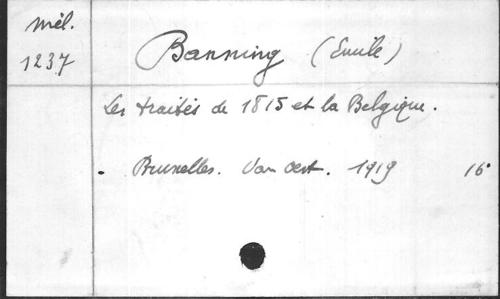 Mél.
1237
Banning (Emile)
Les traités de 1815 et la Belgique.
Bruxelles. Van Oest. 1919 16°